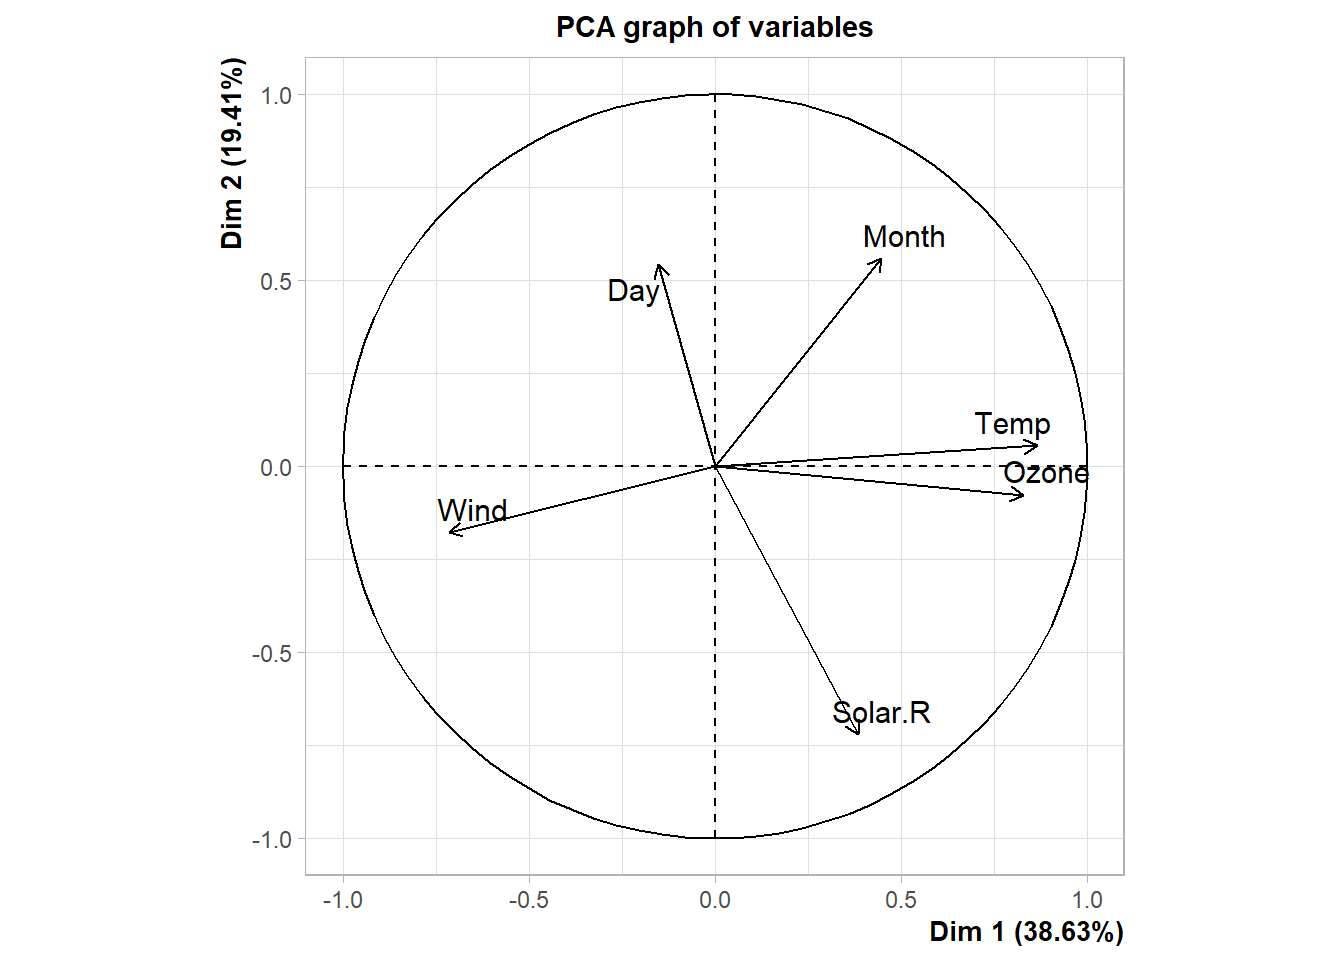 PCA graph of variables
Dim 2 (19.41%)
1.0
0.5
0.0
-0.5
-1.0
Month
Day
Temp
Ozone
Wind
Solar.R
-1.0
-0.5
0.0
0.5
1.0
Dim 1 (38.63%)